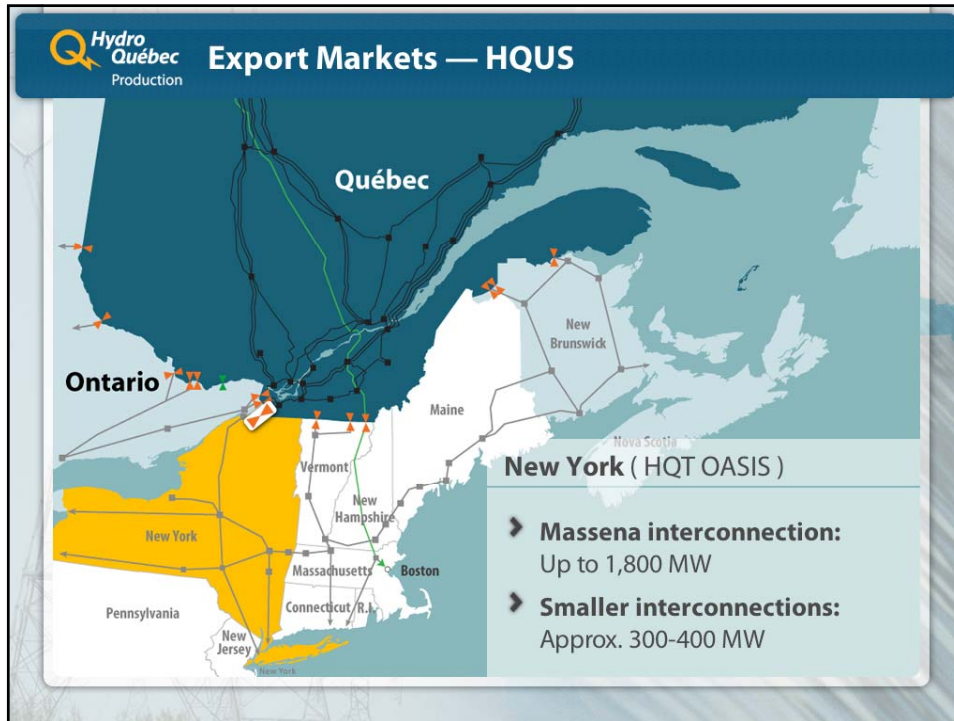 Hydro
Québec
Production
Export Markets — HQUS
Québec
Ontario
New
Brunswick
Maine
Nova Scotia
Vermont
New
Hampshire
New York
Massachusetts
Boston
Connecticut
R.I.
Pennsylvania
New
Jersey
New York
New York ( HQT OASIS )
Massena interconnection:
Up to 1,800 MW
Smaller interconnections:
Approx. 300-400 MW